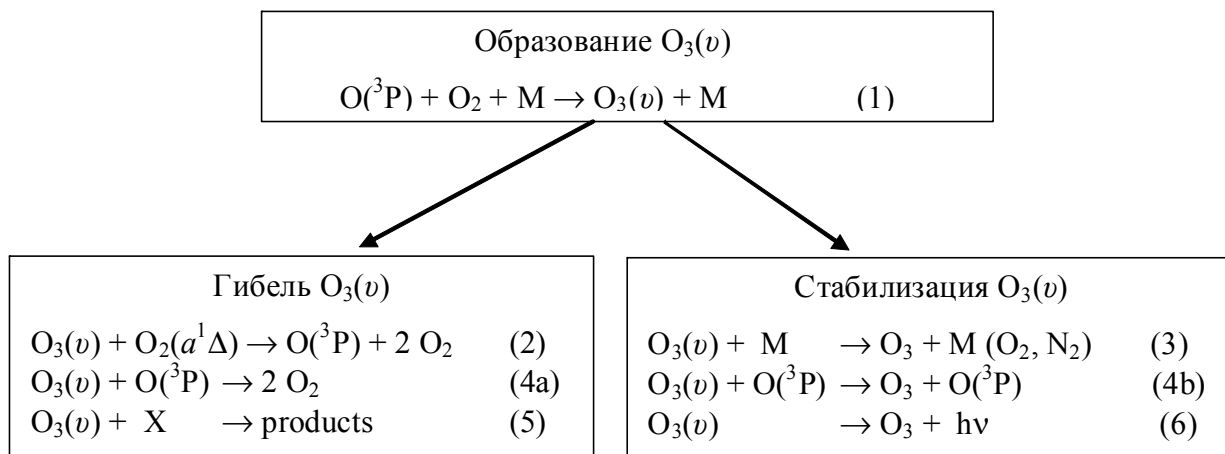 Образование O₃(υ)
O(³P) + O₂ + M → O₃(υ) + M (1)
Гибель O₃(υ)
O₃(υ) + O₂(a¹Δ) → O(³P) + 2 O₂ (2)
O₃(υ) + O(³P) → 2 O₂ (4a)
O₃(υ) + X → products (5)
Стабилизация O₃(υ)
O₃(υ) + M → O₃ + M (O₂, N₂) (3)
O₃(υ) + O(³P) → O₃ + O(³P) (4b)
O₃(υ) → O₃ + hν (6)